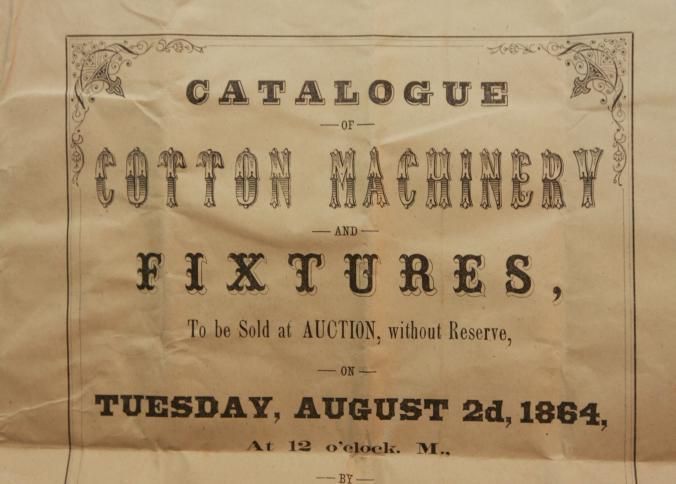 CATALOGUE
— OF —
COTTON MACHINERY
— AND —
FIXTURES,
To be Sold at AUCTION, without Reserve,
— ON —
TUESDAY, AUGUST 2d, 1864,
At 12 o'clock. M.,
— BY —